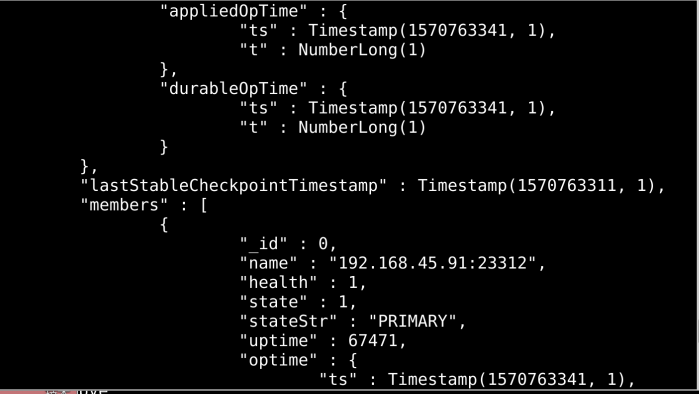 "appliedOpTime" : {
"ts" : Timestamp(1570763341, 1),
"t" : NumberLong(1)
},
"durableOpTime" : {
"ts" : Timestamp(1570763341, 1),
"t" : NumberLong(1)
}
},
"lastStableCheckpointTimestamp" : Timestamp(1570763311, 1),
"members" : [
{
"_id" : 0,
"name" : "192.168.45.91:23312",
"health" : 1,
"state" : 1,
"stateStr" : "PRIMARY",
"uptime" : 67471,
"optime" : {
"ts" : Timestamp(1570763341, 1),